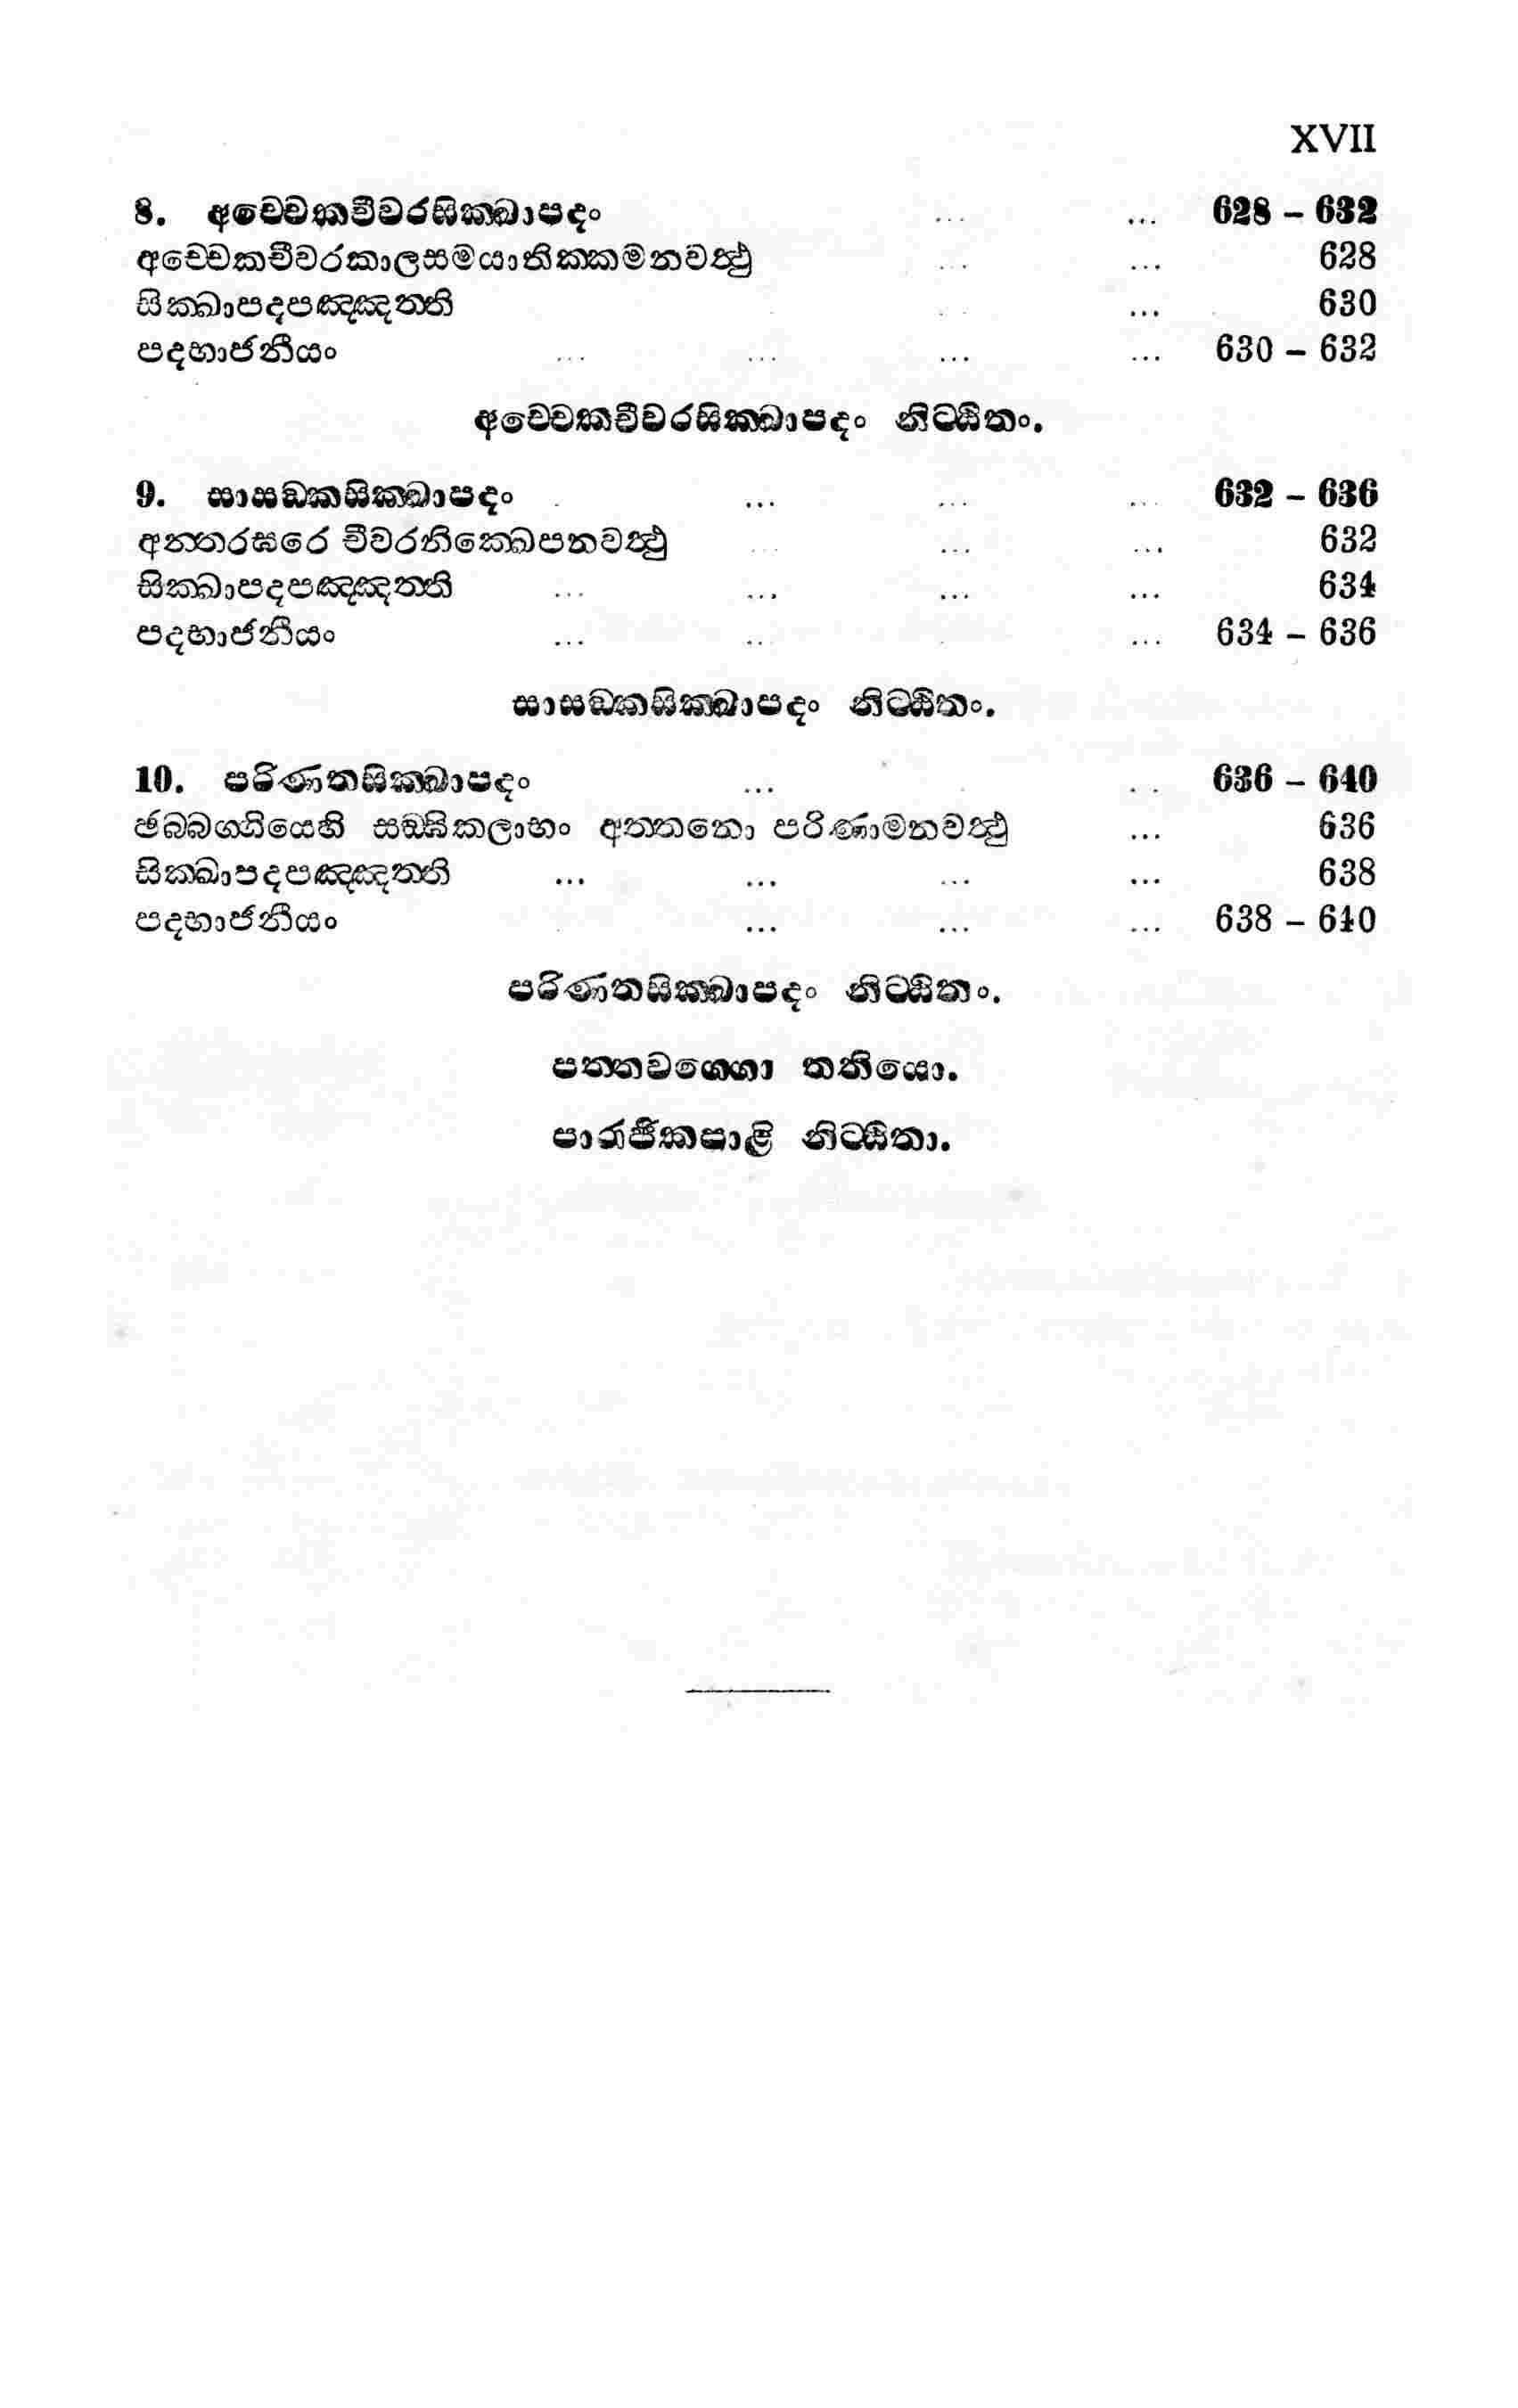 XVII
8. අච්චෙකචීවරසික්ඛාපදං ... ... 628 – 632
අච්චෙකචීවරකාලසමයාතික්කමනවත්ථු ... ... 628
සික්ඛාපදපඤ්ඤත්ති ... 630
පදභාජනීයං ... ... ... ... 630 – 632
අච්චෙකචීවරසික්ඛාපදං නිට්ඨිතං.
9. සාසඞ්කසික්ඛාපදං ... ... ... 632 – 636
අන්තරඝරෙ චීවරනික්ඛෙපනවත්ථු ... ... ... 632
සික්ඛාපදපඤ්ඤත්ති ... ... ... ... 634
පදභාජනීයං ... ... ... 634 – 636
සාසඞ්කසික්ඛාපදං නිට්ඨිතං.
10. පරිණතසික්ඛාපදං ... ... 636 – 640
ඡබ්බග්ගියෙහි සඞ්ඝිකලාභං අත්තනො පරිණාමනවත්ථු ... 636
සික්ඛාපදපඤ්ඤත්ති ... ... ... ... 638
පදභාජනීයං ... ... ... 638 – 640
පරිණතසික්ඛාපදං නිට්ඨිතං.
පත්තවග්ගො තතියො.
පාරාජිකපාළි නිට්ඨිතා.